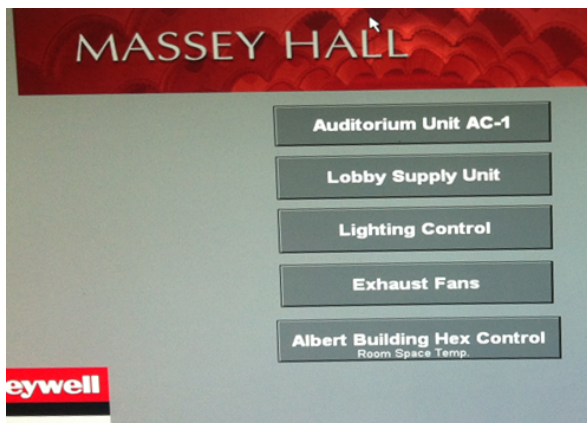 MASSEY HALL
Auditorium Unit AC-1
Lobby Supply Unit
Lighting Control
Exhaust Fans
Albert Building Hex Control
Room Space Temp.
eywell